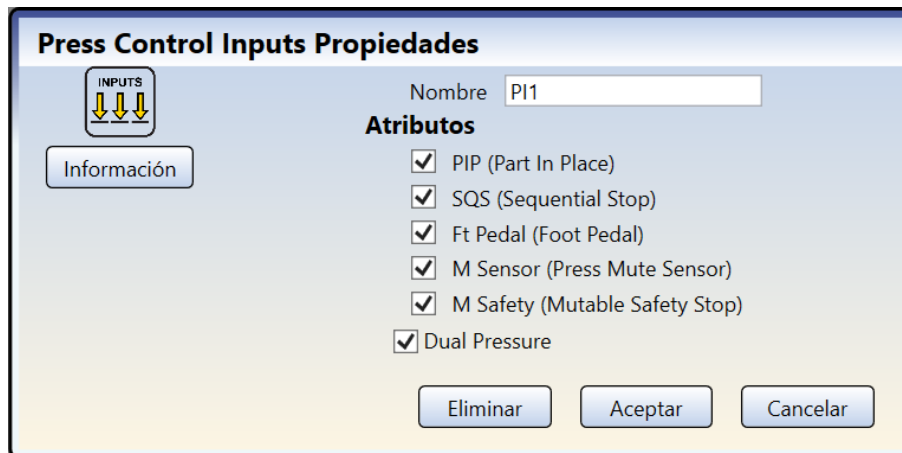 Press Control Inputs Propiedades
INPUTS
Información
Nombre PI1
Atributos
PIP (Part In Place)
SQS (Sequential Stop)
Ft Pedal (Foot Pedal)
M Sensor (Press Mute Sensor)
M Safety (Mutable Safety Stop)
Dual Pressure
Eliminar Aceptar Cancelar